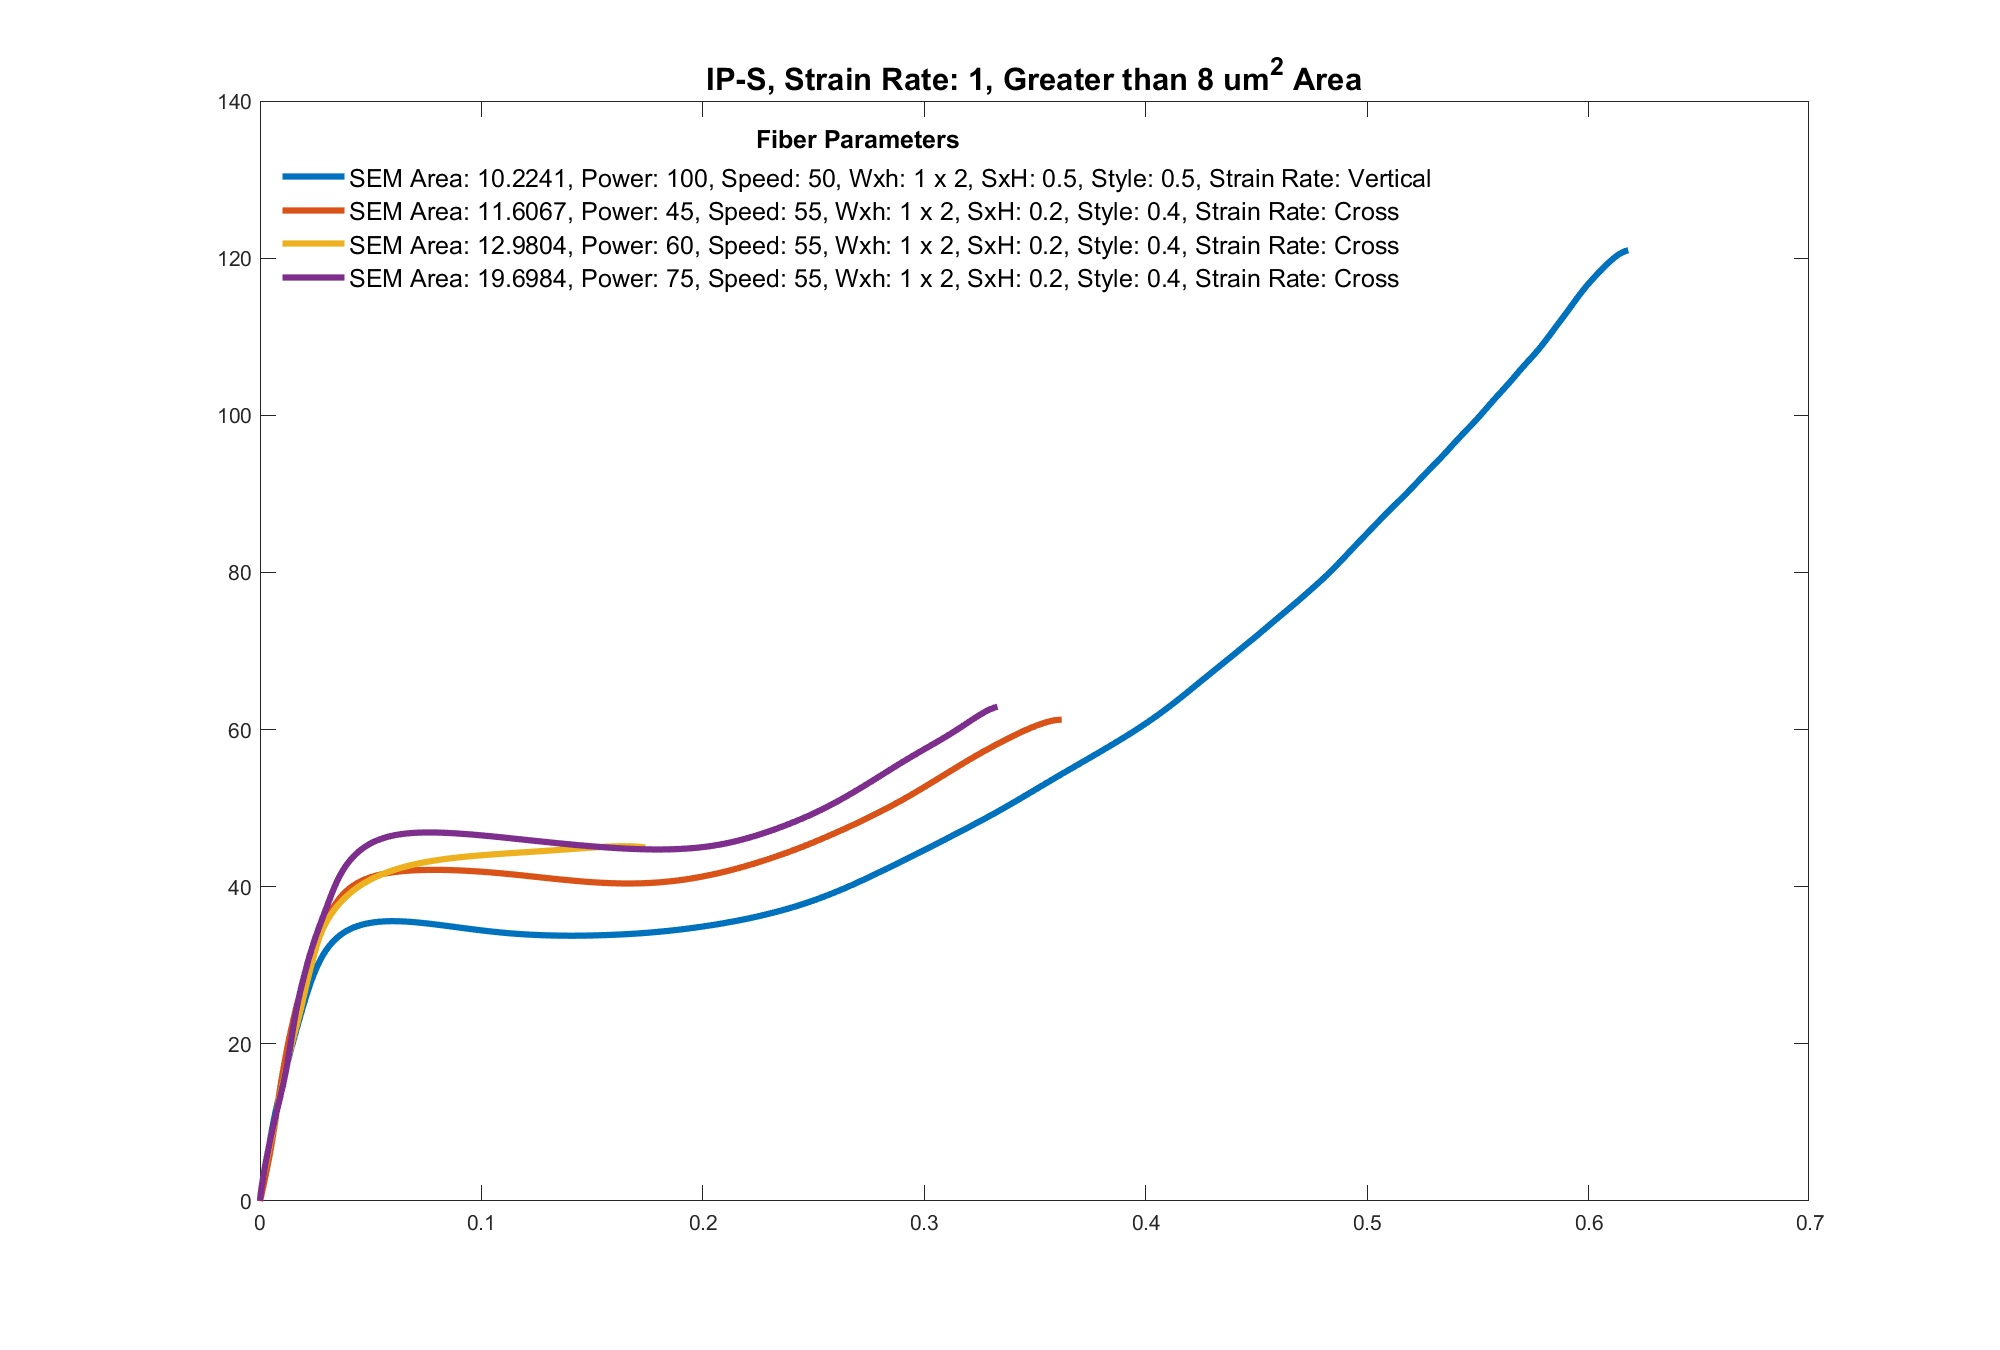 IP-S, Strain Rate: 1, Greater than 8 um² Area
Fiber Parameters
SEM Area: 10.2241, Power: 100, Speed: 50, Wxh: 1 x 2, SxH: 0.5, Style: 0.5, Strain Rate: Vertical
SEM Area: 11.6067, Power: 45, Speed: 55, Wxh: 1 x 2, SxH: 0.2, Style: 0.4, Strain Rate: Cross
SEM Area: 12.9804, Power: 60, Speed: 55, Wxh: 1 x 2, SxH: 0.2, Style: 0.4, Strain Rate: Cross
SEM Area: 19.6984, Power: 75, Speed: 55, Wxh: 1 x 2, SxH: 0.2, Style: 0.4, Strain Rate: Cross
140
120
100
80
60
40
20
0
0 0.1 0.2 0.3 0.4 0.5 0.6 0.7